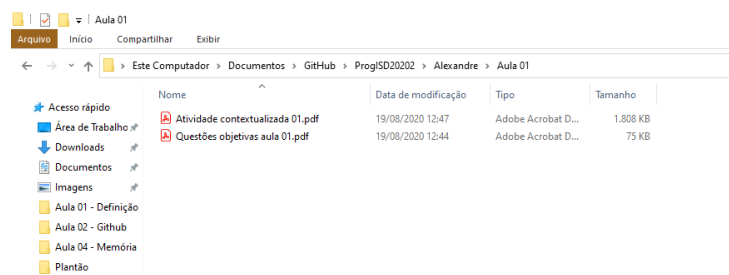 Aula 01
Arquivo Início Compartilhar Exibir
Este Computador > Documentos > GitHub > ProgISD20202 > Alexandre > Aula 01
Nome Data de modificação Tipo Tamanho
Acesso rápido
Atividade contextualizada 01.pdf 19/08/2020 12:47 Adobe Acrobat D... 1.808 KB
Área de Trabalho
Questões objetivas aula 01.pdf 19/08/2020 12:44 Adobe Acrobat D... 75 KB
Downloads
Documentos
Imagens
Aula 01 - Definição
Aula 02 - Github
Aula 04 - Memória
Plantão